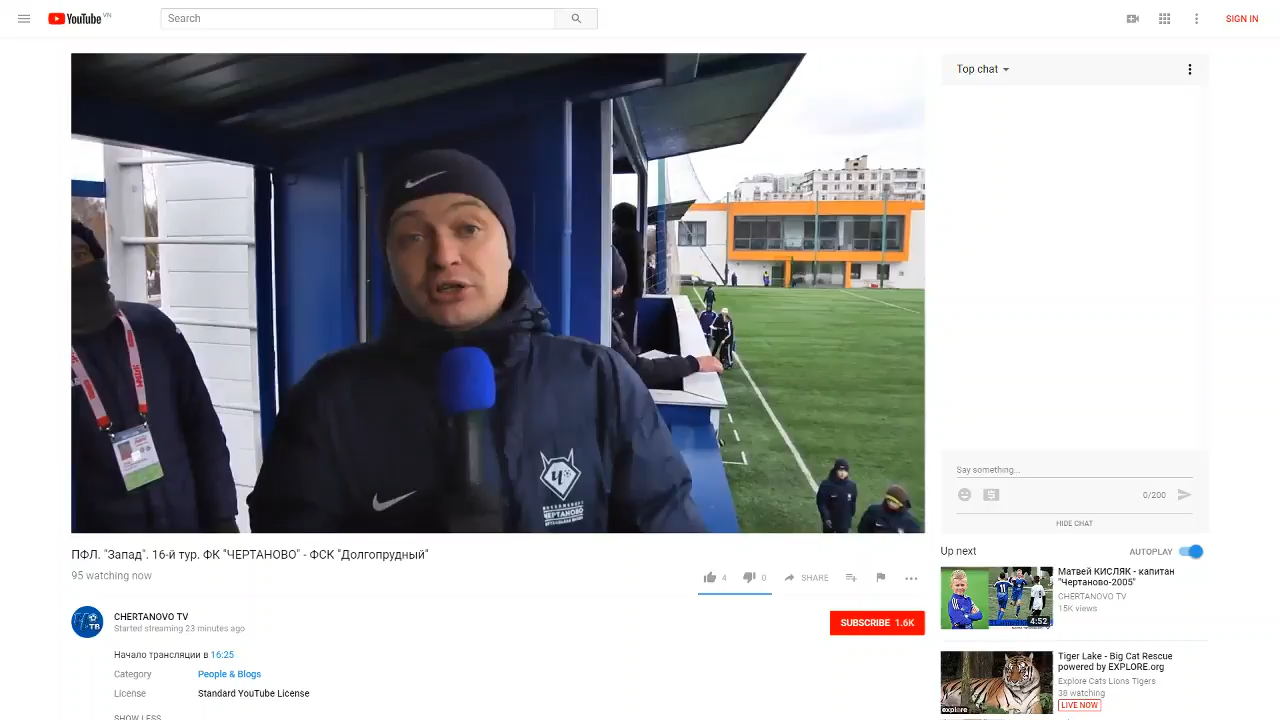 YouTube VN
Search
SIGN IN
Top chat
ЧЕРТАНОВО
Say something...
0/200
HIDE CHAT
ПФЛ. "Запад". 16-й тур. ФК "ЧЕРТАНОВО" - ФСК "Долгопрудный"
95 watching now
4
0
SHARE
CHERTANOVO TV
Started streaming 23 minutes ago
SUBSCRIBE 1.6K
Начало трансляции в 16:25
Category People & Blogs
License Standard YouTube License
SHOW LESS
Up next
AUTOPLAY
4:52
Матвей КИСЛЯК - капитан
"Чертаново-2005"
CHERTANOVO TV
15K views
explore
Tiger Lake - Big Cat Rescue
powered by EXPLORE.org
Explore Cats Lions Tigers
38 watching
LIVE NOW